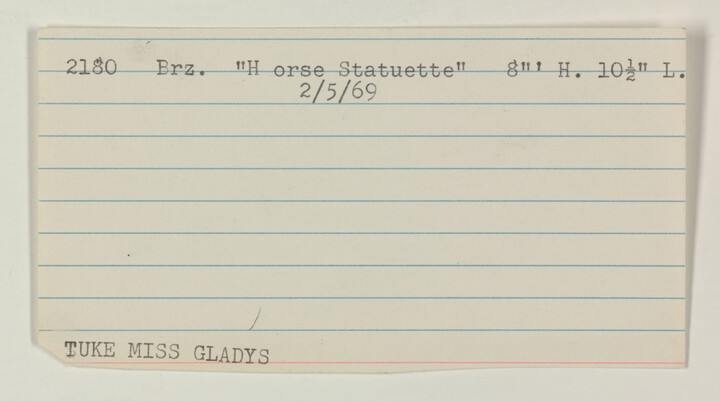 2180 Brz. "H orse Statuette" 8"' H. 10½" L.
2/5/69
TUKE MISS GLADYS